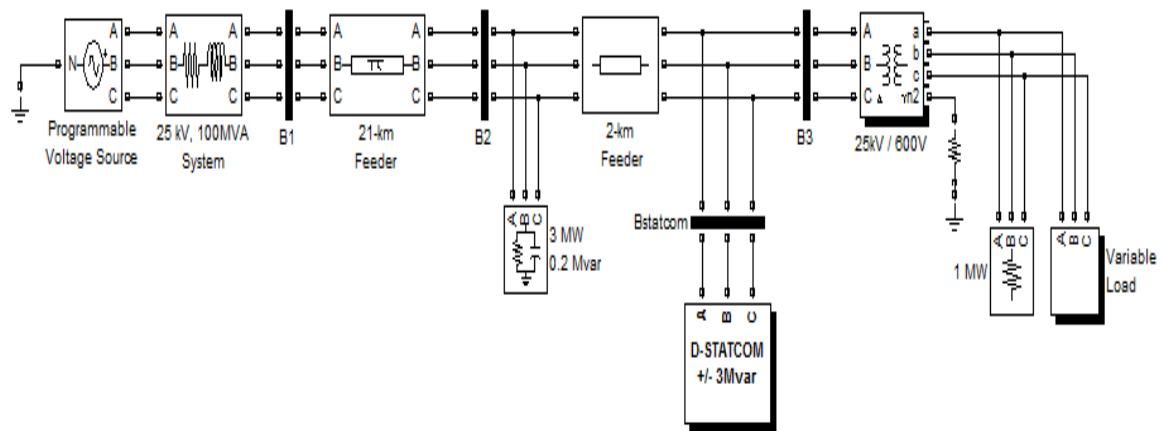 N
A
B
C
Programmable
Voltage Source
A
B
C
A
B
C
25 kV, 100MVA
System
B1
A
B
C
A
B
C
21-km
Feeder
B2
A
B
C
3 MW
0.2 Mvar
2-km
Feeder
Bstatcom
A
B
C
D-STATCOM
+/- 3Mvar
B3
A
B
C
a
b
c
n2
25kV / 600V
A
B
C
1 MW
A
B
C
Variable
Load